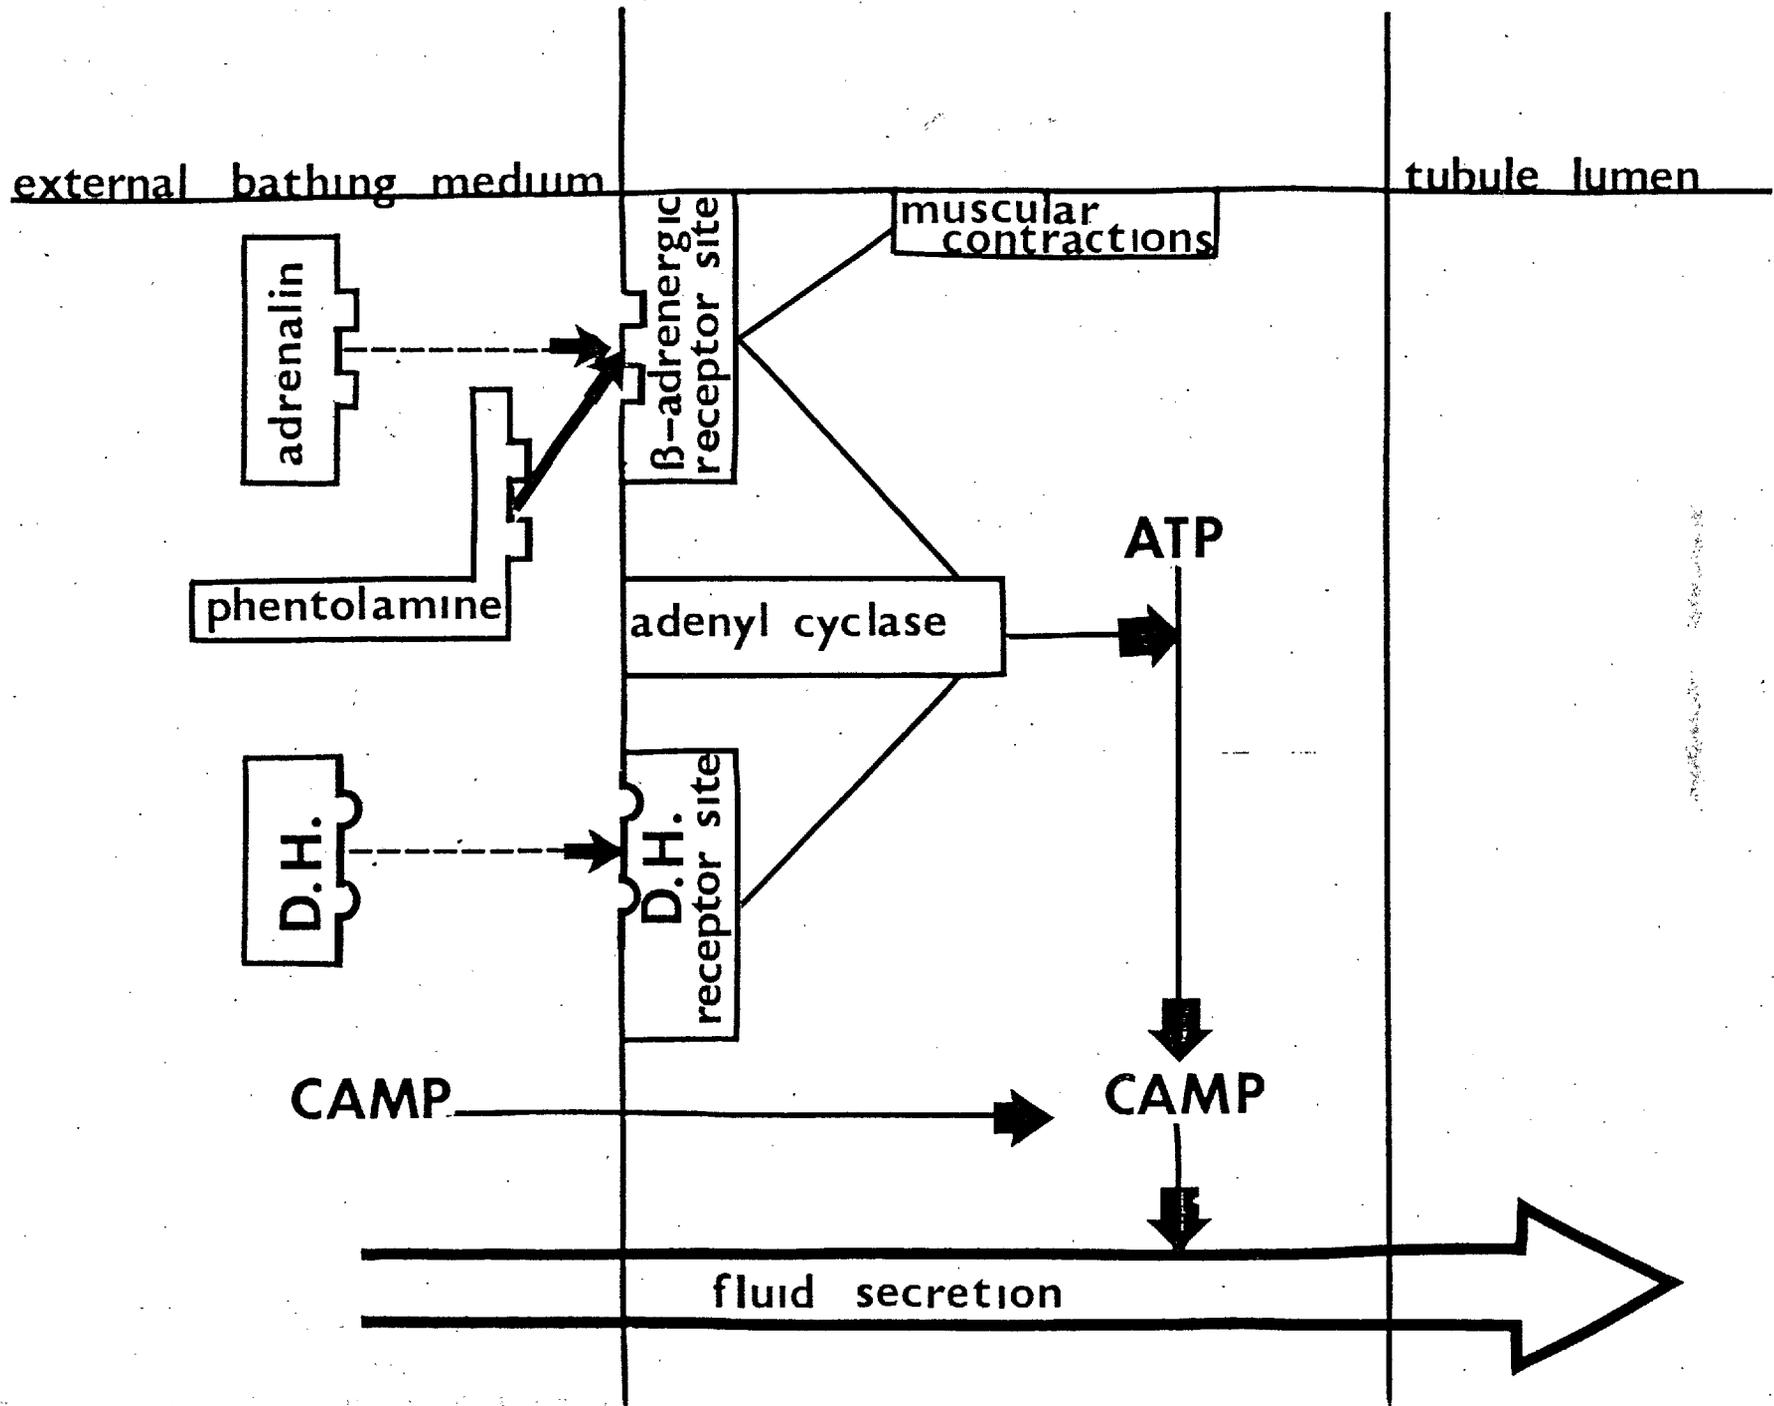 external bathing medium
tubule lumen
muscular
contractions
adrenalin
ß-adrenergic
receptor site
phentolamine
adenyl cyclase
ATP
D.H.
D.H.
receptor site
CAMP
CAMP
fluid secretion